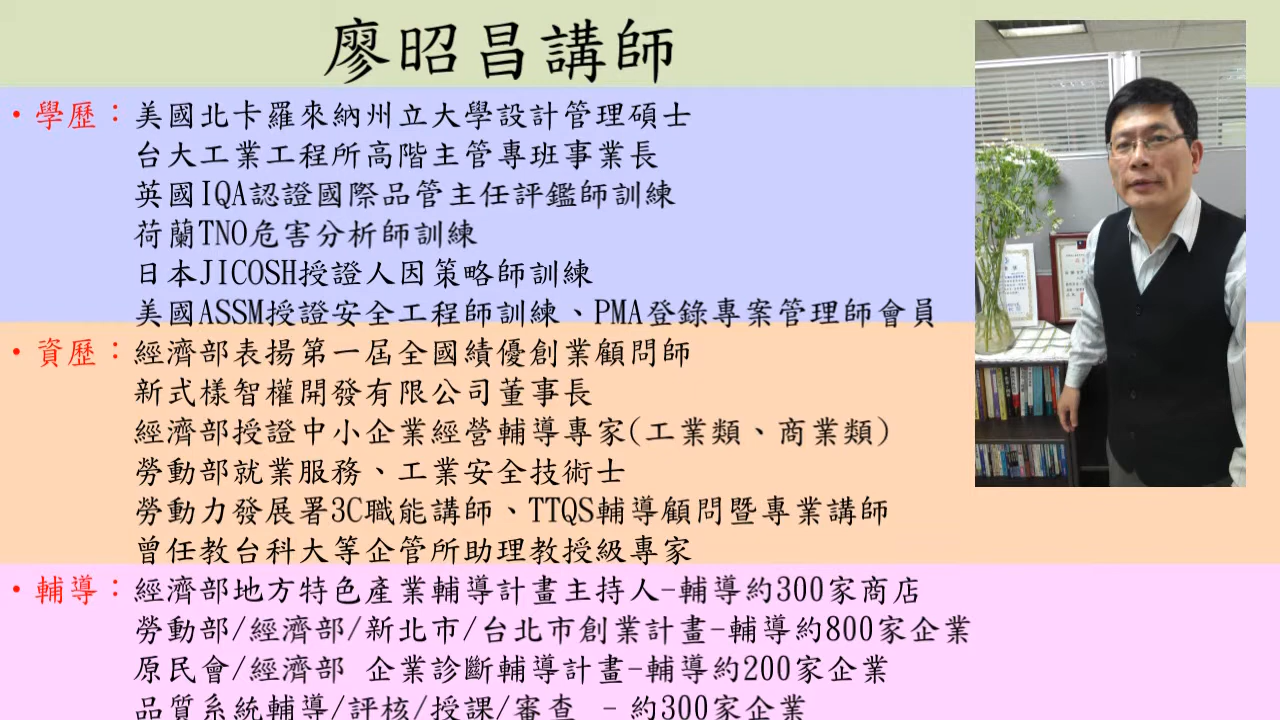 廖昭昌講師
•學歷：美國北卡羅來納州立大學設計管理碩士
台大工業工程所高階主管專班事業長
英國IQA認證國際品管主任評鑑師訓練
荷蘭TNO危害分析師訓練
日本JICOSH授證人因策略師訓練
美國ASSM授證安全工程師訓練、PMA登錄專案管理師會員
•資歷：經濟部表揚第一屆全國績優創業顧問師
新式樣智權開發有限公司董事長
經濟部授證中小企業經營輔導專家(工業類、商業類)
勞動部就業服務、工業安全技術士
勞動力發展署3C職能講師、TTQS輔導顧問暨專業講師
曾任教台科大等企管所助理教授級專家
•輔導：經濟部地方特色產業輔導計畫主持人-輔導約300家商店
勞動部/經濟部/新北市/台北市創業計畫-輔導約800家企業
原民會/經濟部 企業診斷輔導計畫-輔導約200家企業
品質系統輔導/評核/授課/審查 - 約300家企業